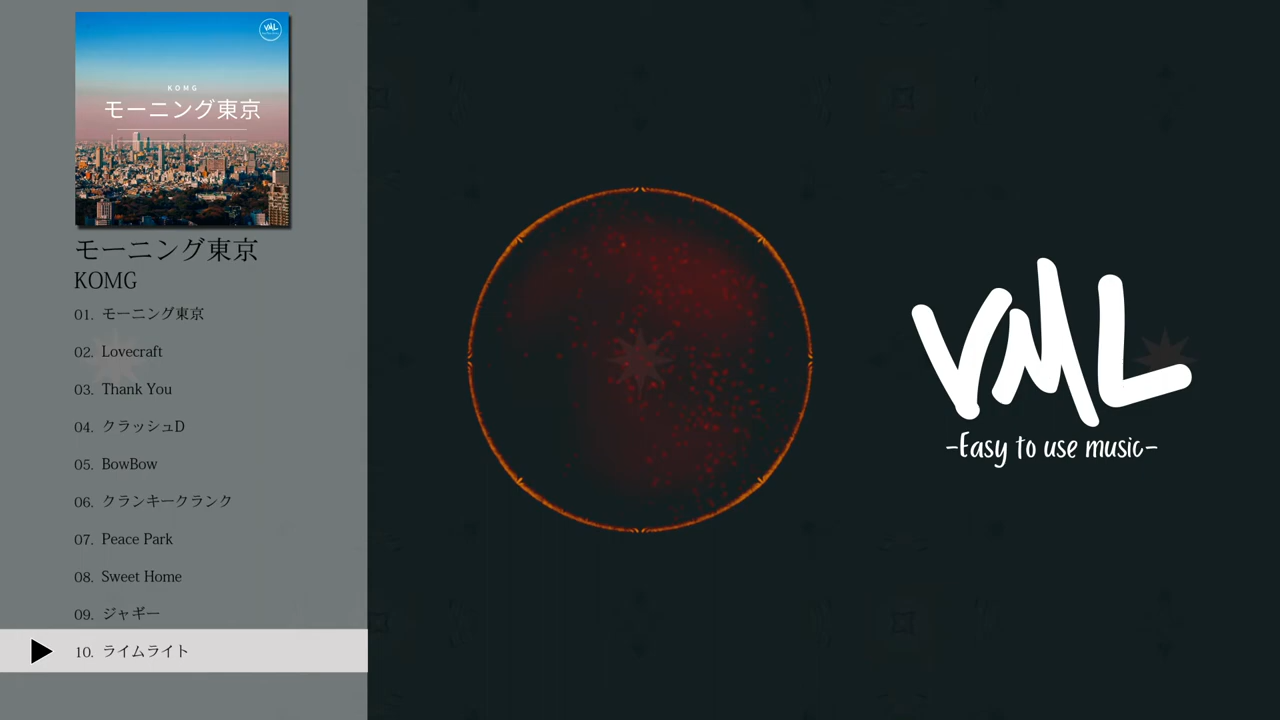 VML
KOMG
モーニング東京
モーニング東京
KOMG
01. モーニング東京
02. Lovecraft
03. Thank You
04. クラッシュD
05. BowBow
06. クランキークランク
07. Peace Park
08. Sweet Home
09. ジャギー
10. ライムライト
VML
-Easy to use music-